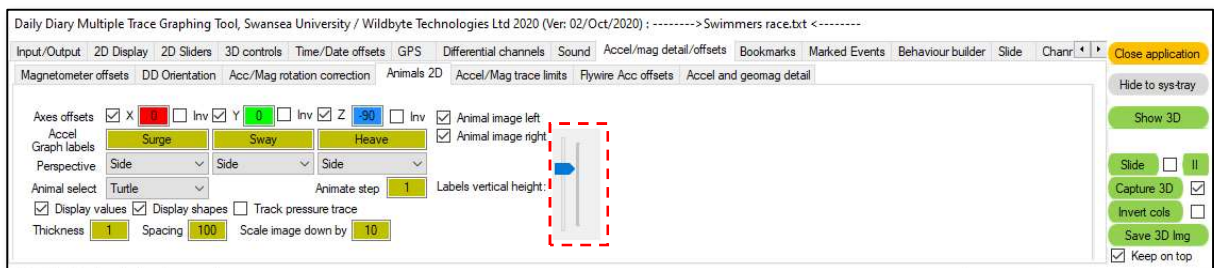 Daily Diary Multiple Trace Graphing Tool, Swansea University / Wildbyte Technologies Ltd 2020 (Ver: 02/Oct/2020) : -------->Swimmers race.txt <--------
Input/Output 2D Display 2D Sliders 3D controls Time/Date offsets GPS Differential channels Sound Accel/mag detail/offsets Bookmarks Marked Events Behaviour builder Slide Chanr
Close application
Magnetometer offsets DD Orientation Acc/Mag rotation correction Animals 2D Accel/Mag trace limits Flywire Acc offsets Accel and geomag detail
Hide to sys-tray
Axes offsets X 0 Inv Y 0 Inv Z -90 Inv Animal image left
Show 3D
Accel
Graph labels Surge Sway Heave Animal image right
Perspective Side Side Side
Slide II
Animal select Turtle Animate step 1 Labels vertical height:
Capture 3D
Display values Display shapes Track pressure trace
Invert cols
Thickness 1 Spacing 100 Scale image down by 10
Save 3D Img
Keep on top